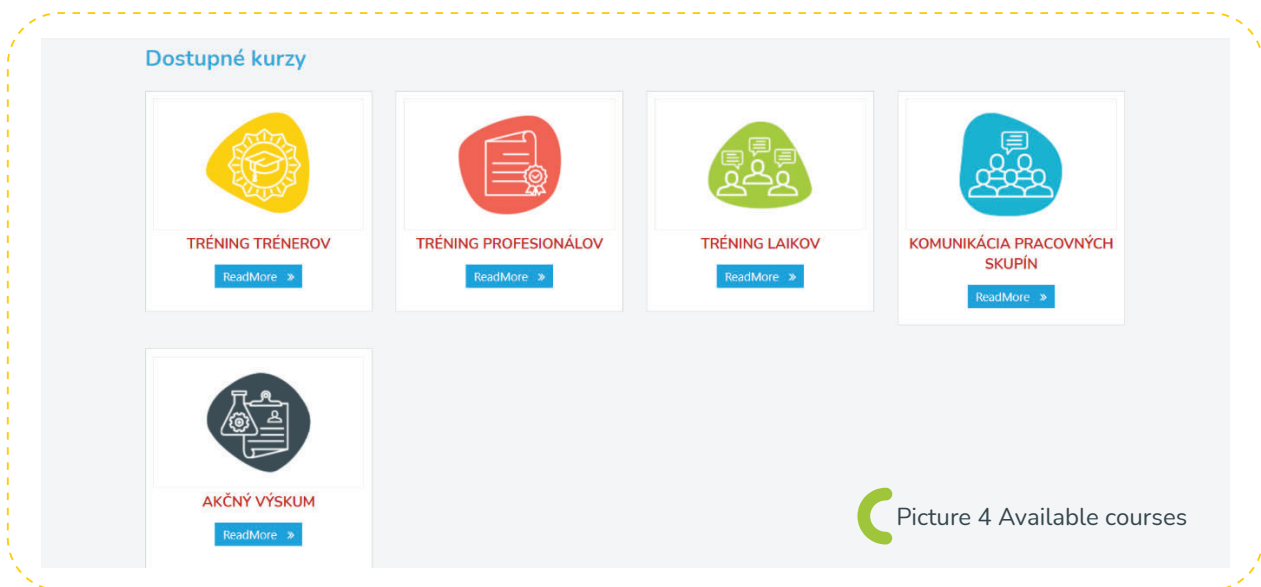 Dostupné kurzy
TRÉNING TRÉNEROV
ReadMore »
TRÉNING PROFESIONÁLOV
ReadMore »
TRÉNING LAIKOV
ReadMore »
KOMUNIKÁCIA PRACOVNÝCH
SKUPÍN
ReadMore »
AKČNÝ VÝSKUM
ReadMore »
Picture 4 Available courses